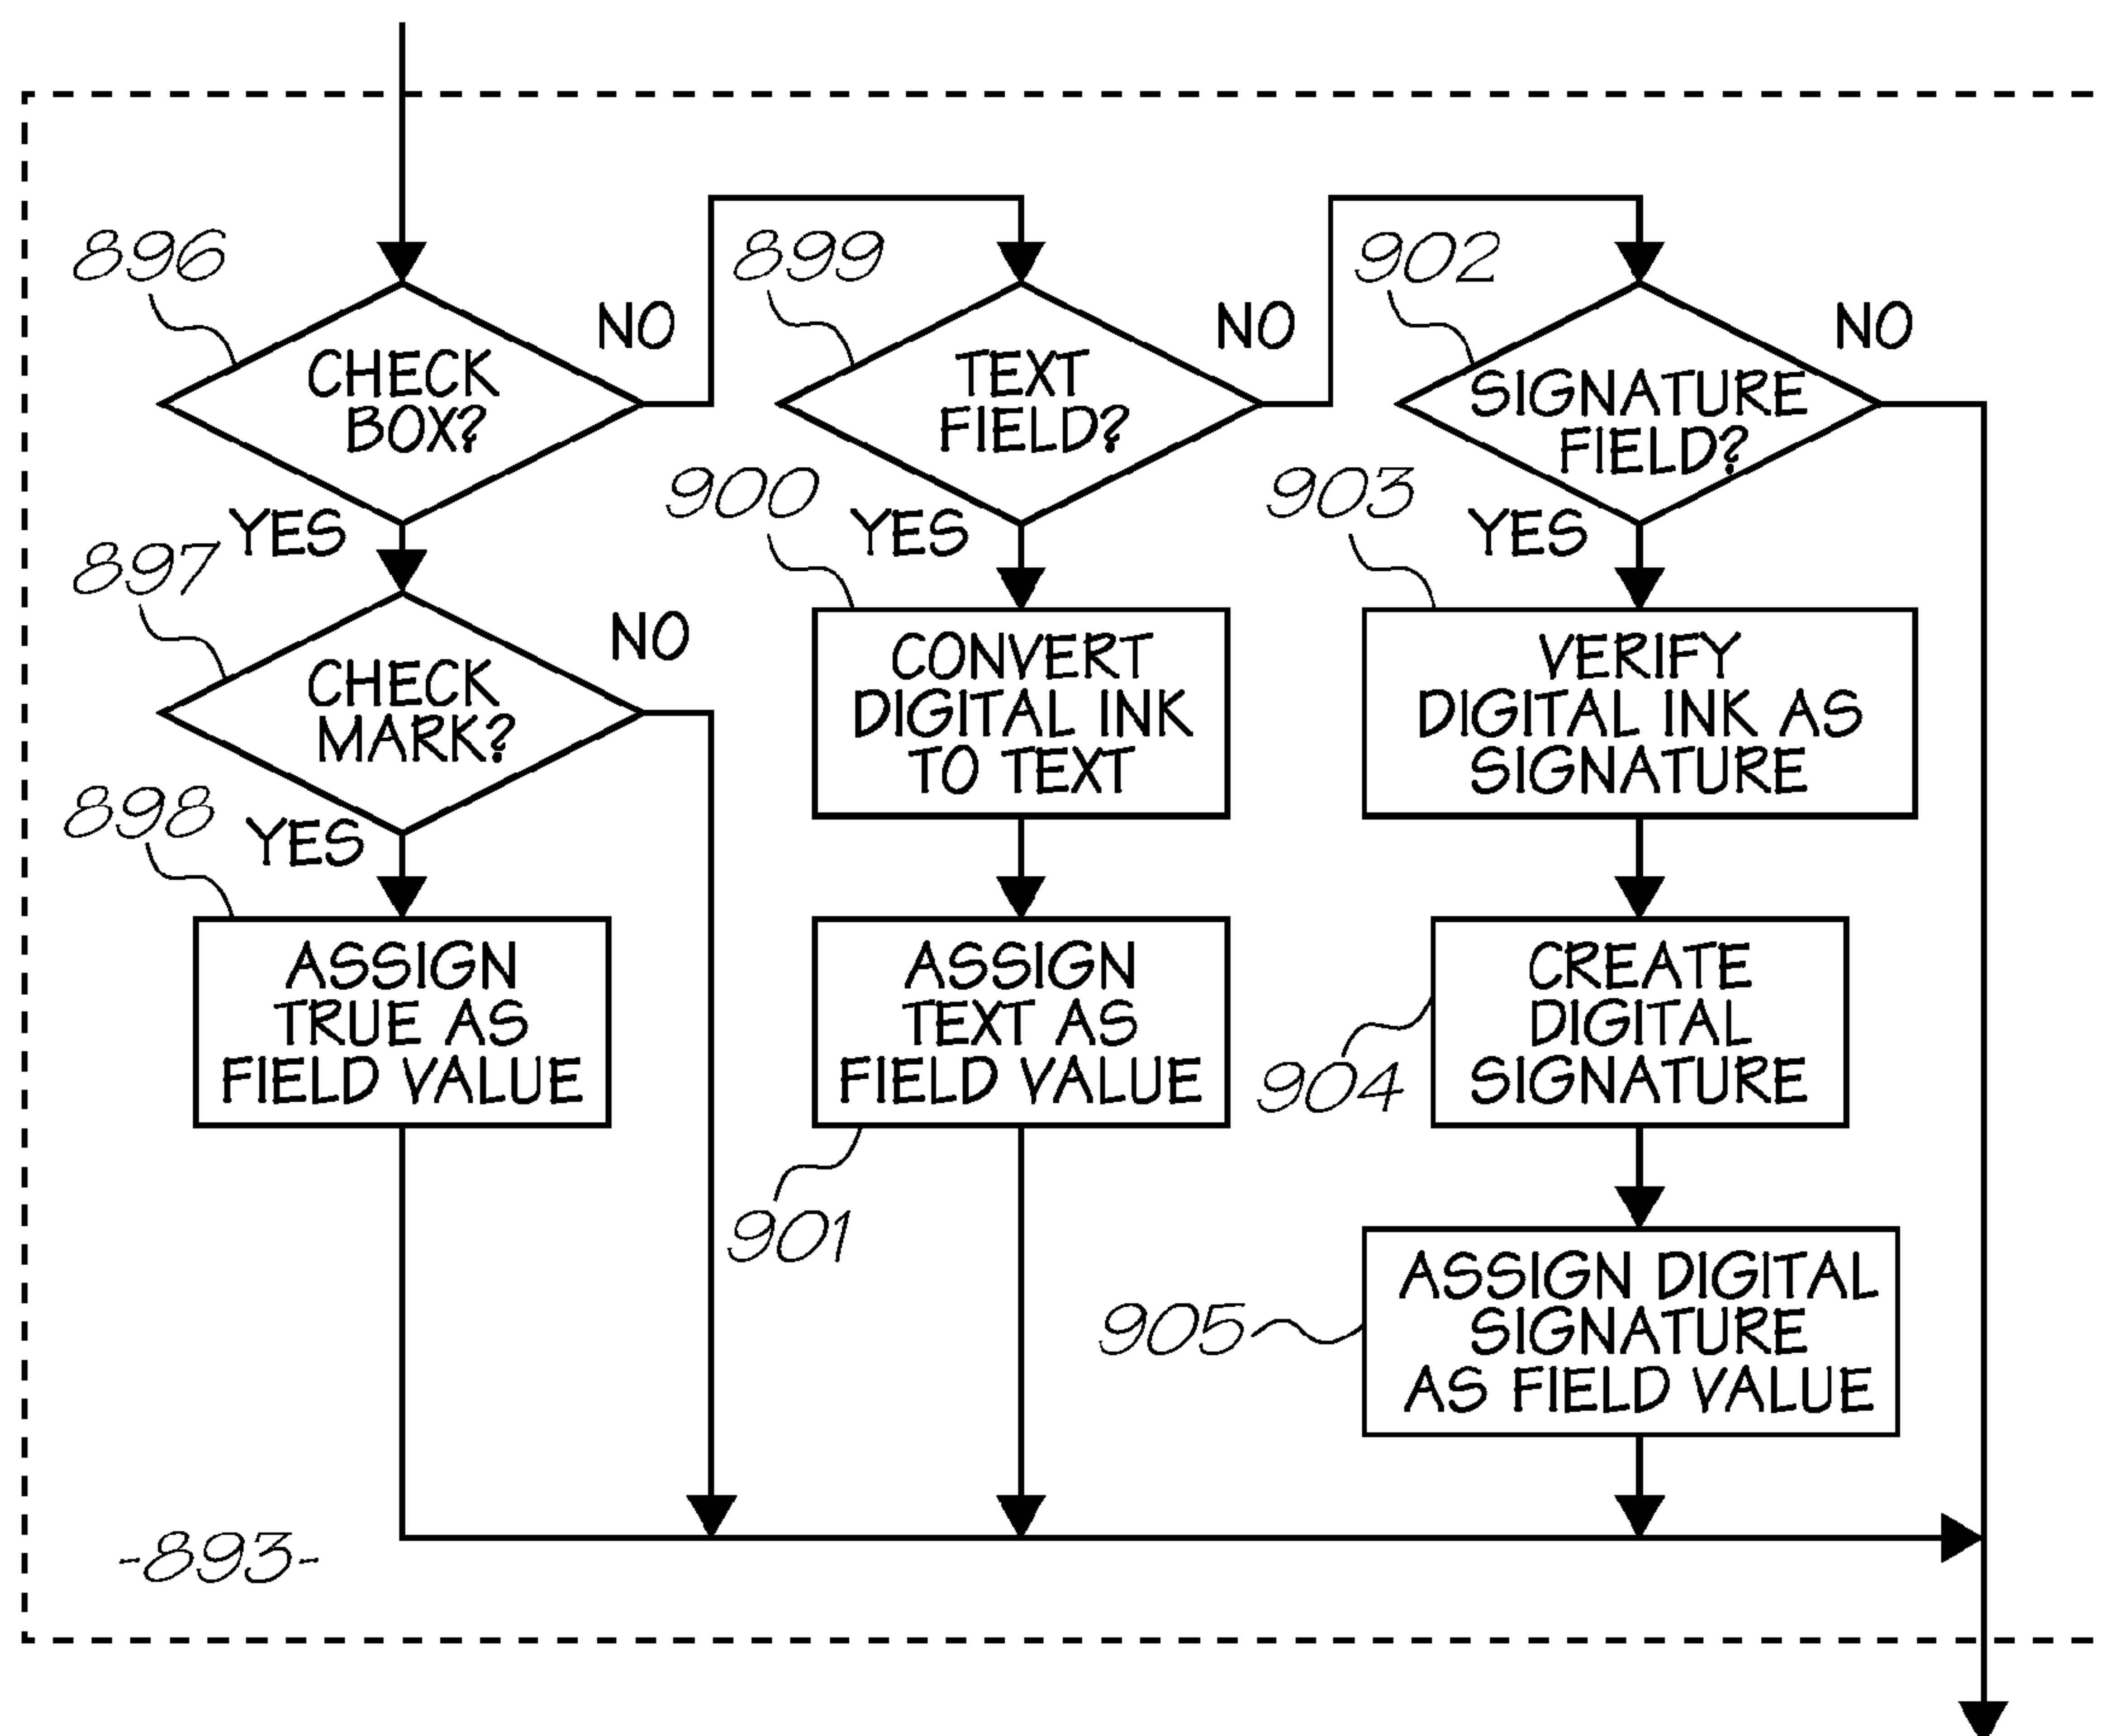 896
CHECK
BOX?
NO
YES
897
CHECK
MARK?
NO
YES
898
ASSIGN
TRUE AS
FIELD VALUE
899
TEXT
FIELD?
NO
YES
900
CONVERT
DIGITAL INK
TO TEXT
ASSIGN
TEXT AS
FIELD VALUE
901
902
SIGNATURE
FIELD?
NO
YES
903
VERIFY
DIGITAL INK AS
SIGNATURE
CREATE
DIGITAL
SIGNATURE
904
ASSIGN DIGITAL
SIGNATURE
AS FIELD VALUE
905
-893-